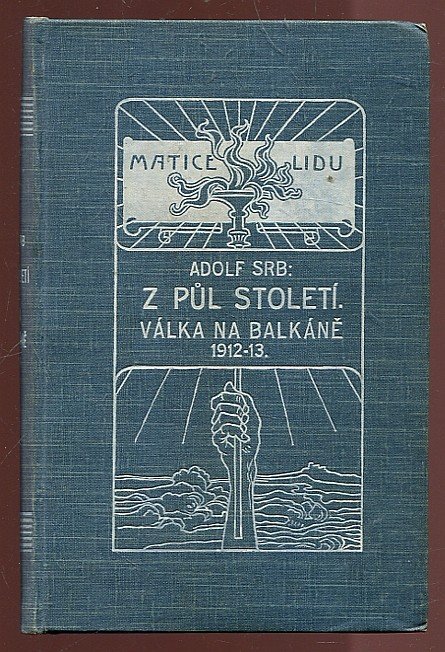 MATICE LIDU
ADOLF SRB:
Z PŮL STOLETÍ.
VÁLKA NA BALKÁNĚ
1912-13.